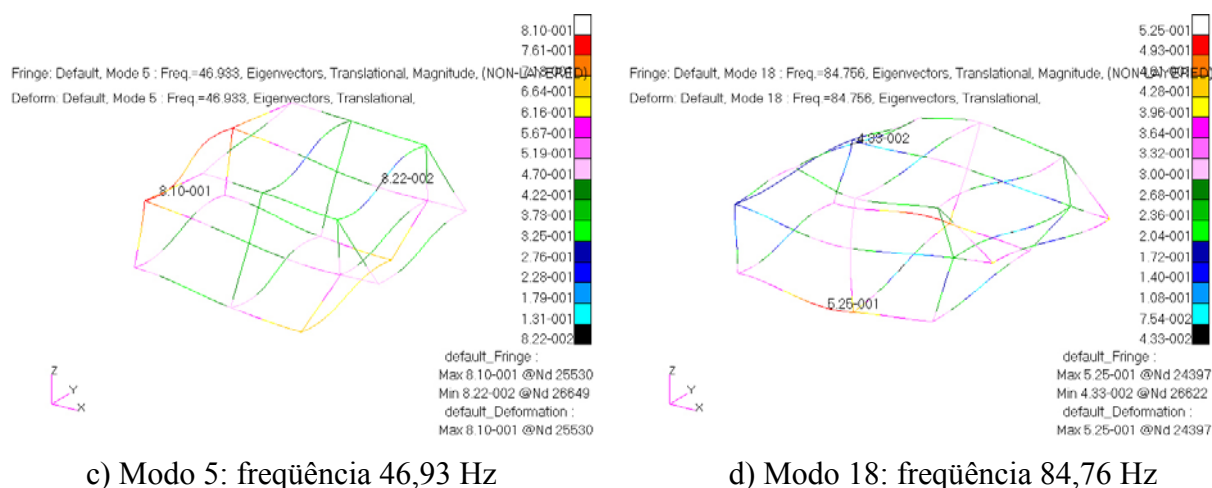 8.10-001
7.61-001
Fringe: Default, Mode 5 : Freq.=46.933, Eigenvectors, Translational, Magnitude, (NON-LAYERED)
6.64-001
Deform: Default, Mode 5 : Freq.=46.933, Eigenvectors, Translational,
6.16-001
5.67-001
5.19-001
4.70-001
4.22-001
3.73-001
3.25-001
2.76-001
2.28-001
1.79-001
1.31-001
8.22-002
8.10-001
8.22-002
Z
Y
X
default_Fringe :
Max 8.10-001 @Nd 25530
Min 8.22-002 @Nd 26649
default_Deformation :
Max 8.10-001 @Nd 25530
c) Modo 5: freqüência 46,93 Hz
5.25-001
4.93-001
Fringe: Default, Mode 18 : Freq.=84.756, Eigenvectors, Translational, Magnitude, (NON-LAYERED)
4.28-001
Deform: Default, Mode 18 : Freq.=84.756, Eigenvectors, Translational,
3.96-001
3.64-001
3.32-001
3.00-001
2.68-001
2.36-001
2.04-001
1.72-001
1.40-001
1.08-001
7.54-002
4.33-002
4.33-002
5.25-001
Z
Y
X
default_Fringe :
Max 5.25-001 @Nd 24397
Min 4.33-002 @Nd 26622
default_Deformation :
Max 5.25-001 @Nd 24397
d) Modo 18: freqüência 84,76 Hz